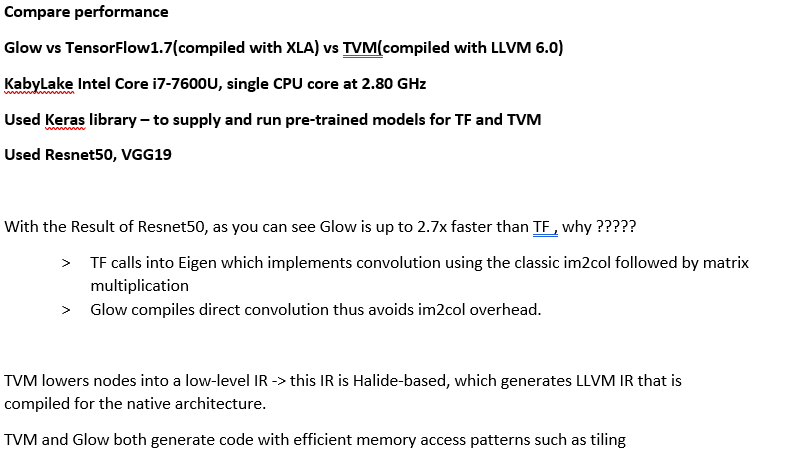 Compare performance
Glow vs TensorFlow1.7(compiled with XLA) vs TVM(compiled with LLVM 6.0)
KabyLake Intel Core i7-7600U, single CPU core at 2.80 GHz
Used Keras library – to supply and run pre-trained models for TF and TVM
Used Resnet50, VGG19
With the Result of Resnet50, as you can see Glow is up to 2.7x faster than TF , why ?????
> TF calls into Eigen which implements convolution using the classic im2col followed by matrix
multiplication
> Glow compiles direct convolution thus avoids im2col overhead.
TVM lowers nodes into a low-level IR -> this IR is Halide-based, which generates LLVM IR that is
compiled for the native architecture.
TVM and Glow both generate code with efficient memory access patterns such as tiling